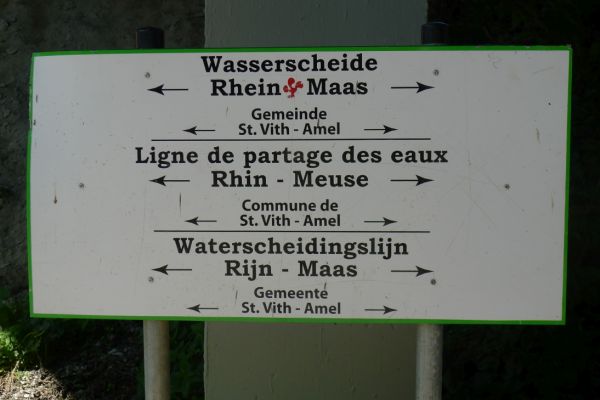 Wasserscheide
Rhein Maas
Gemeinde
St. Vith - Amel
Ligne de partage des eaux
Rhin - Meuse
Commune de
St. Vith - Amel
Waterscheidingslijn
Rijn - Maas
Gemeente
St. Vith - Amel